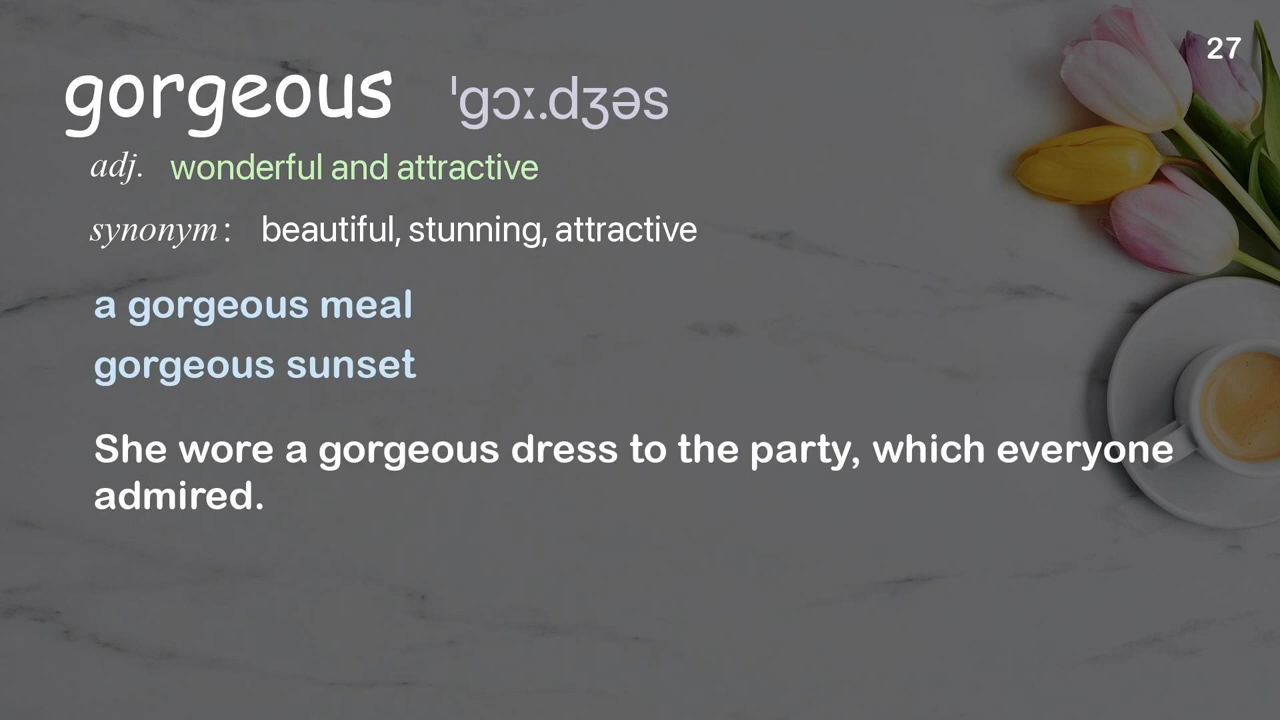 27
gorgeous ˈɡɔː.dʒəs
adj. wonderful and attractive
synonym: beautiful, stunning, attractive
a gorgeous meal
gorgeous sunset
She wore a gorgeous dress to the party, which everyone
admired.